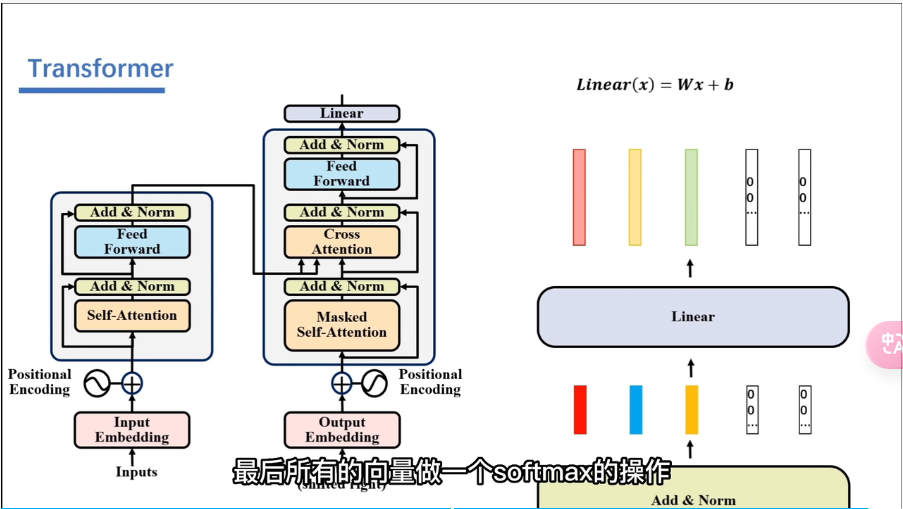 Transformer
Linear(x) = Wx + b
Linear
Add & Norm
Feed
Forward
Add & Norm
Cross
Attention
Add & Norm
Masked
Self-Attention
Positional
Encoding
Output
Embedding
(shifted right)
Add & Norm
Feed
Forward
Add & Norm
Self-Attention
Positional
Encoding
Input
Embedding
Inputs
0
0
...
0
0
...
Linear
0
0
...
0
0
...
Add & Norm
最后所有的向量做一个softmax的操作
中
A